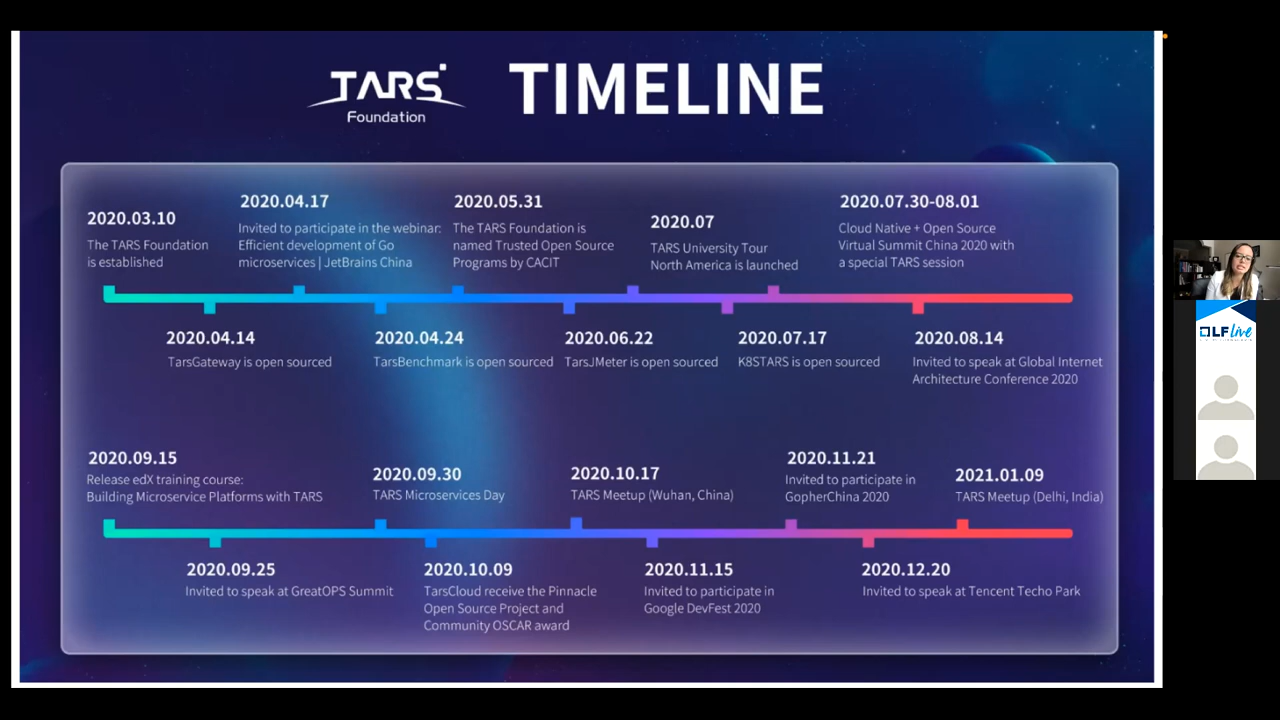 TARS
Foundation
TIMELINE
2020.03.10
The TARS Foundation
is established
2020.04.17
Invited to participate in the webinar:
Efficient development of Go
microservices | JetBrains China
2020.05.31
The TARS Foundation is
named Trusted Open Source
Programs by CACIT
2020.07
TARS University Tour
North America is launched
2020.07.30-08.01
Cloud Native + Open Source
Virtual Summit China 2020 with
a special TARS session
2020.04.14
TarsGateway is open sourced
2020.04.24
TarsBenchmark is open sourced
2020.06.22
TarsJMeter is open sourced
2020.07.17
K8STARS is open sourced
2020.08.14
Invited to speak at Global Internet
Architecture Conference 2020
2020.09.15
Release edX training course:
Building Microservice Platforms with TARS
2020.09.30
TARS Microservices Day
2020.10.17
TARS Meetup (Wuhan, China)
2020.11.21
Invited to participate in
GopherChina 2020
2021.01.09
TARS Meetup (Delhi, India)
2020.09.25
Invited to speak at GreatOPS Summit
2020.10.09
TarsCloud receive the Pinnacle
Open Source Project and
Community OSCAR award
2020.11.15
Invited to participate in
Google DevFest 2020
2020.12.20
Invited to speak at Tencent Techo Park
LF Live